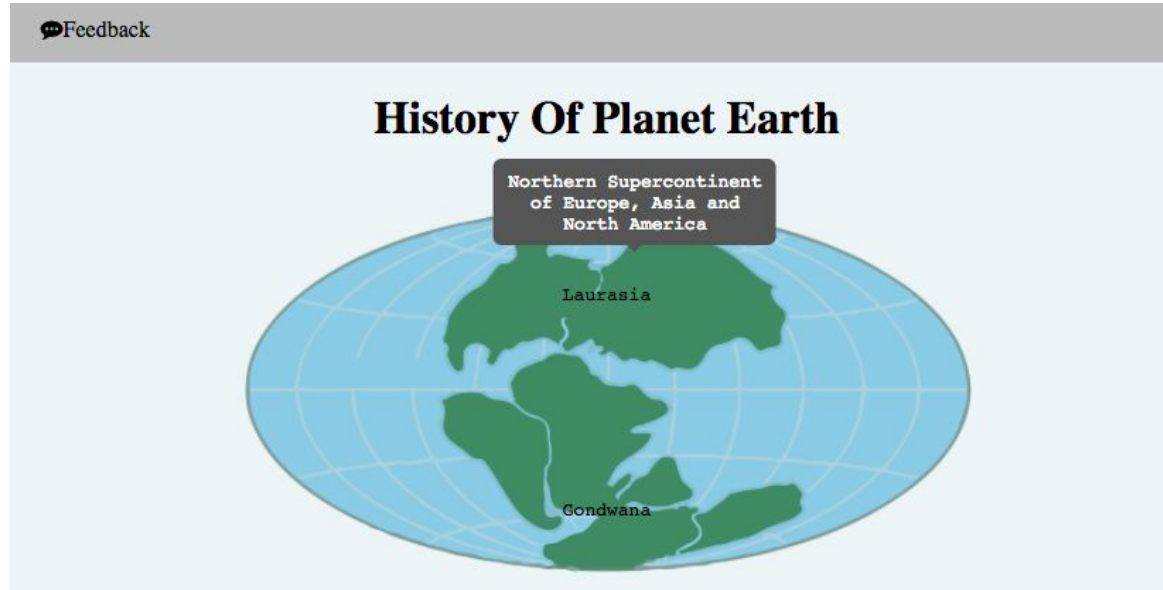 Feedback
History Of Planet Earth
Northern Supercontinent
of Europe, Asia and
North America
Laurasia
Gondwana